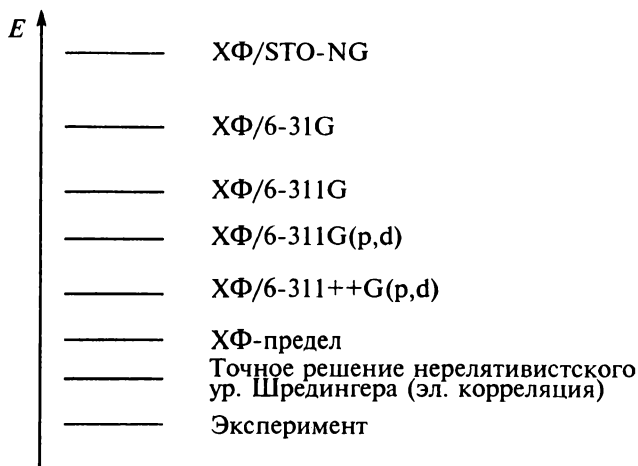 E
ХФ/STO-NG
ХФ/6-31G
ХФ/6-311G
ХФ/6-311G(p,d)
ХФ/6-311++G(p,d)
ХФ-предел
Точное решение нерелятивистского
ур. Шредингера (эл. корреляция)
Эксперимент